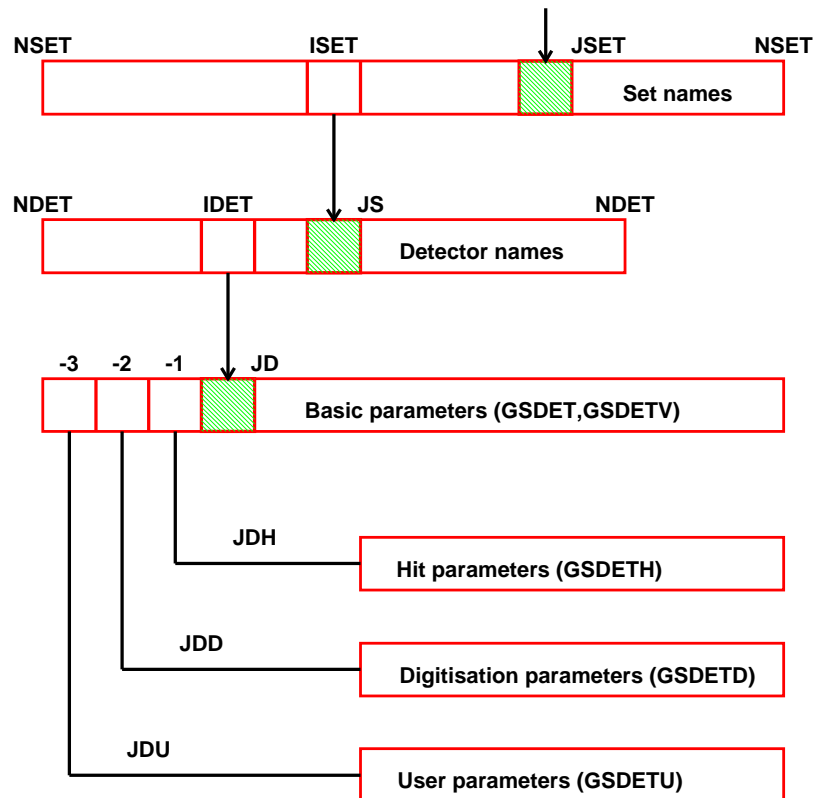 NSET ISET JSET NSET
Set names
NDET IDET JS NDET
Detector names
-3 -2 -1 JD
Basic parameters (GSDET,GSDETV)
JDH
Hit parameters (GSDETH)
JDD
Digitisation parameters (GSDETD)
JDU
User parameters (GSDETU)